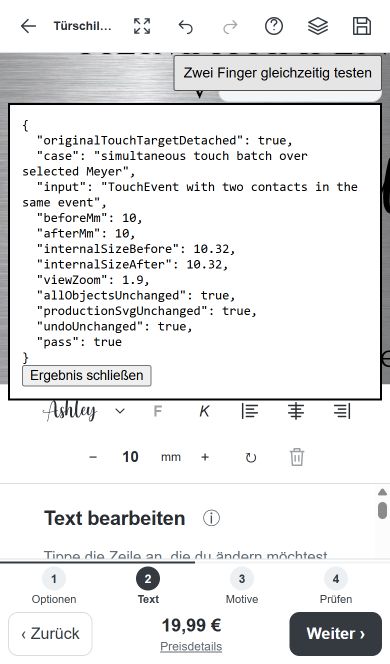 Türschil...
Zwei Finger gleichzeitig testen
{
"originalTouchTargetDetached": true,
"case": "simultaneous touch batch over
selected Meyer",
"input": "TouchEvent with two contacts in the
same event",
"beforeMm": 10,
"afterMm": 10,
"internalSizeBefore": 10.32,
"internalSizeAfter": 10.32,
"viewZoom": 1.9,
"allObjectsUnchanged": true,
"productionSvgUnchanged": true,
"undoUnchanged": true,
"pass": true
}
Ergebnis schließen
Ashley F K
− 10 mm +
Text bearbeiten
Tippe die Zeile an, die du ändern möchtest
1 2 3 4
Optionen Text Motive Prüfen
‹ Zurück 19,99 € Weiter ›
Preisdetails